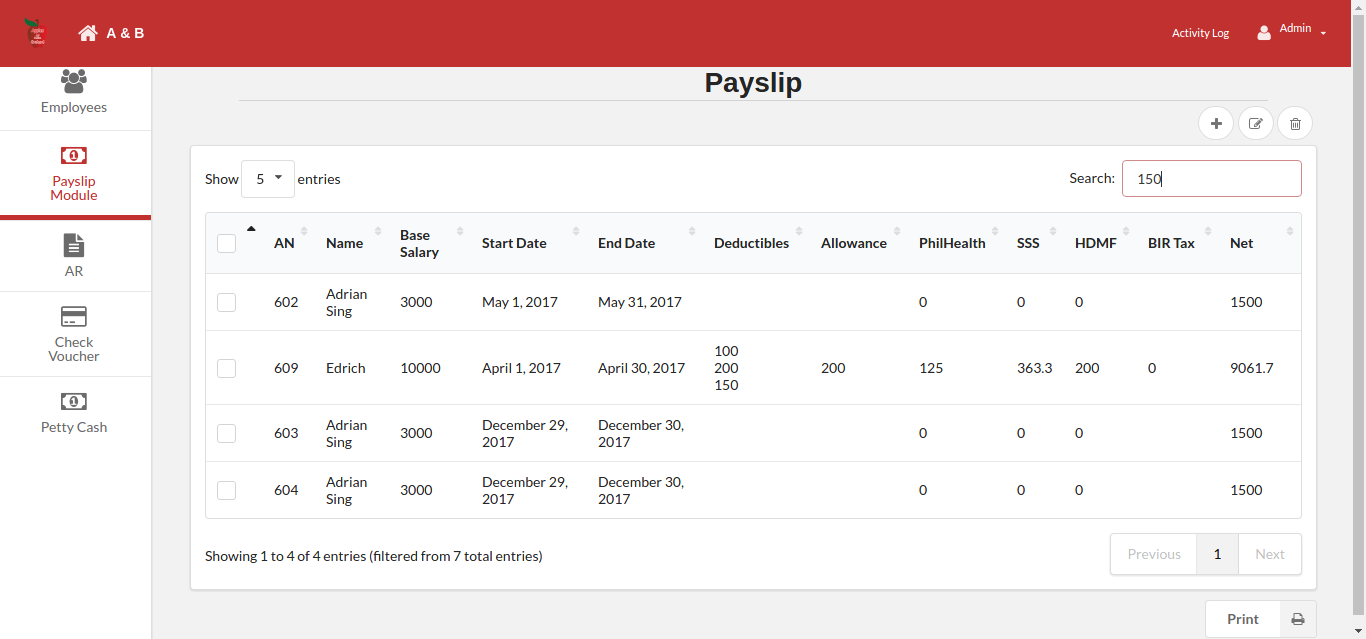 A & B
Activity Log
Admin
Employees
Payslip
Module
AR
Check
Voucher
Petty Cash
Payslip
Show 5 entries
Search: 150
AN Name Base Salary Start Date End Date Deductibles Allowance PhilHealth SSS HDMF BIR Tax Net
602 Adrian Sing 3000 May 1, 2017 May 31, 2017 0 0 0 1500
609 Edrich 10000 April 1, 2017 April 30, 2017 100 200 150 200 125 363.3 200 0 9061.7
603 Adrian Sing 3000 December 29, 2017 December 30, 2017 0 0 0 1500
604 Adrian Sing 3000 December 29, 2017 December 30, 2017 0 0 0 1500
Showing 1 to 4 of 4 entries (filtered from 7 total entries)
Previous 1 Next
Print